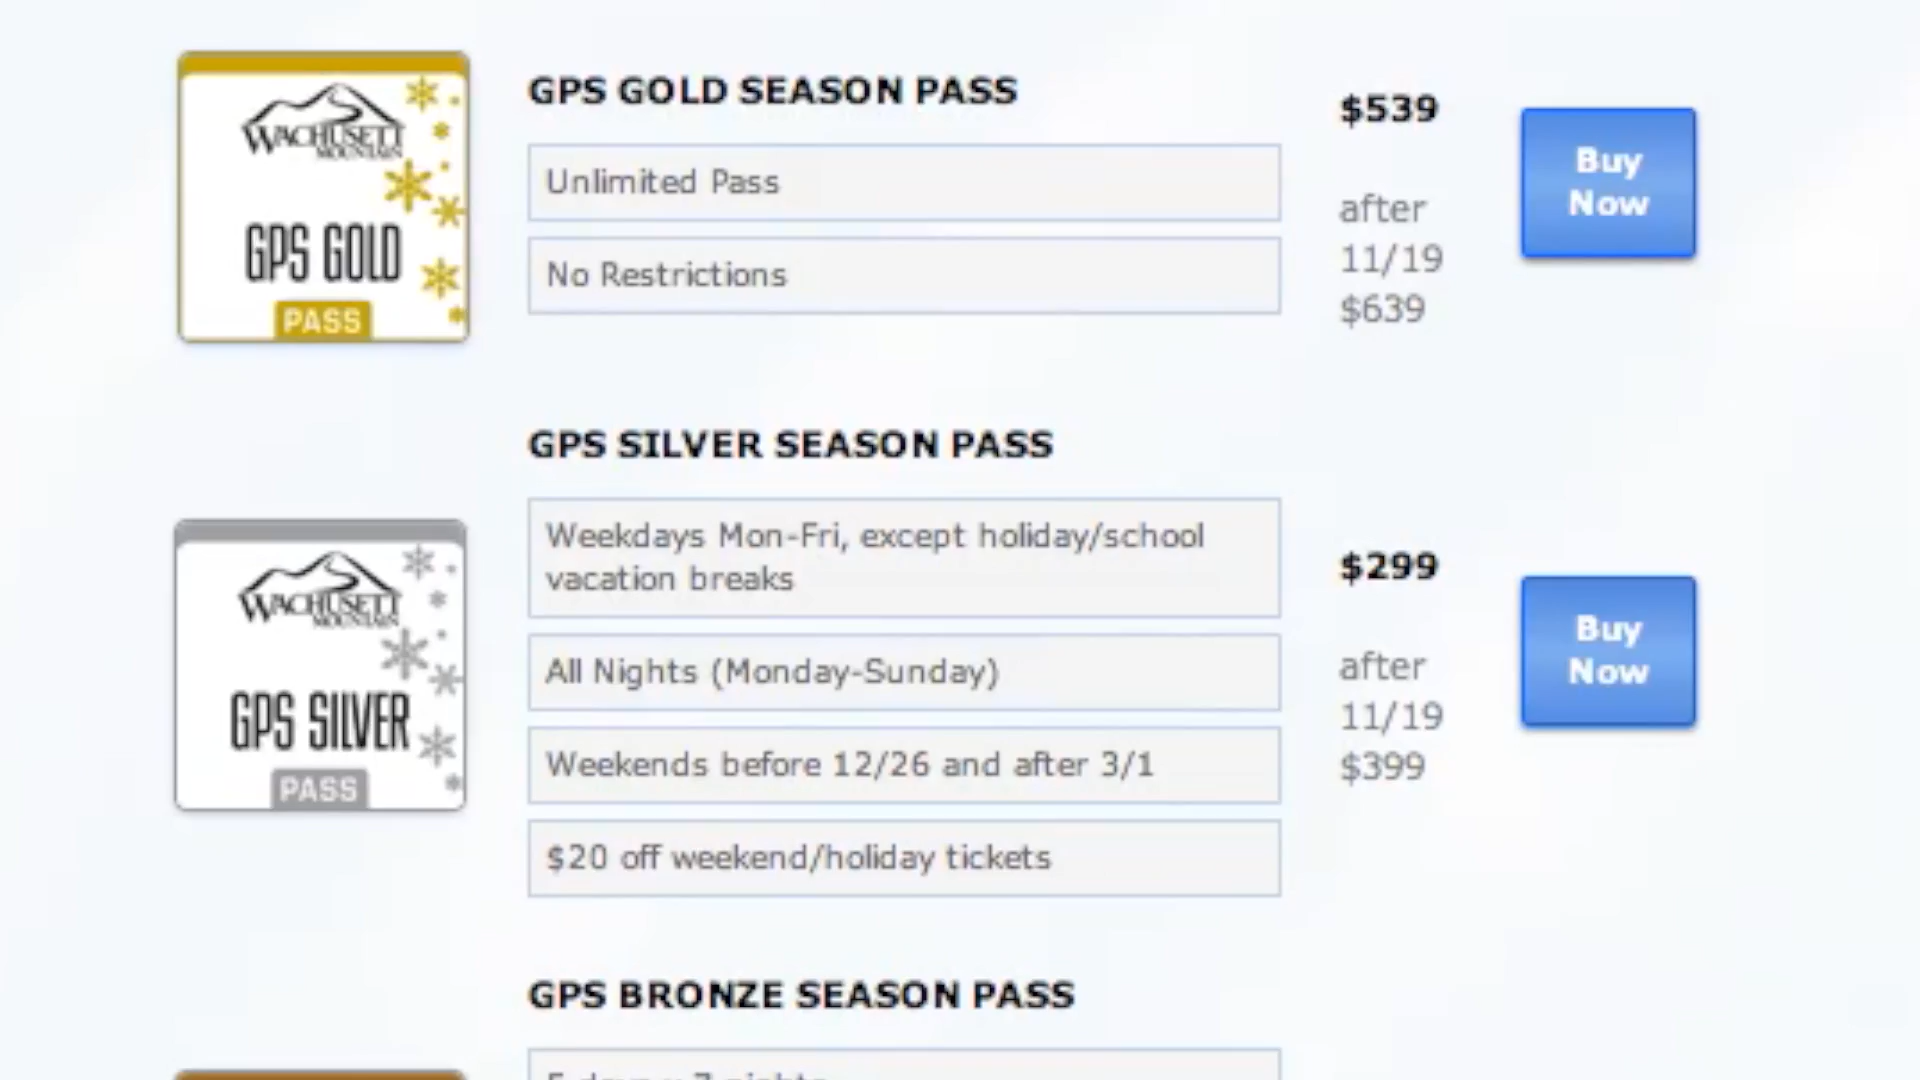 WACHUSETT
MOUNTAIN
GPS GOLD
PASS
GPS GOLD SEASON PASS
Unlimited Pass
No Restrictions
$539
after
11/19
$639
Buy
Now
WACHUSETT
MOUNTAIN
GPS SILVER
PASS
GPS SILVER SEASON PASS
Weekdays Mon-Fri, except holiday/school
vacation breaks
All Nights (Monday-Sunday)
Weekends before 12/26 and after 3/1
$20 off weekend/holiday tickets
$299
after
11/19
$399
Buy
Now
GPS BRONZE SEASON PASS